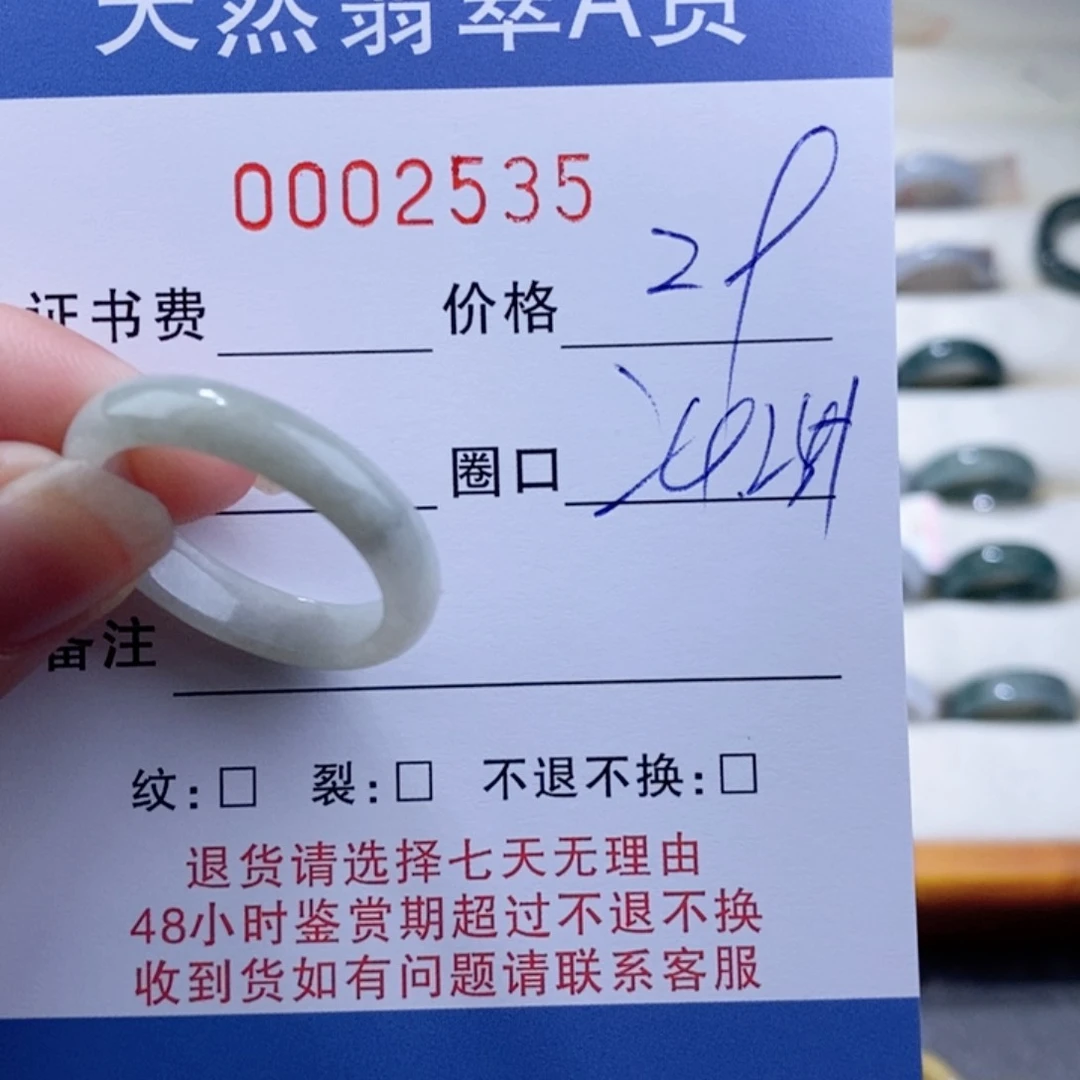 天然翡翠A货
0002535
证书费 价格
圈口
备注
纹:□ 裂:□ 不退不换:□
退货请选择七天无理由
48小时鉴赏期超过不退不换
收到货如有问题请联系客服